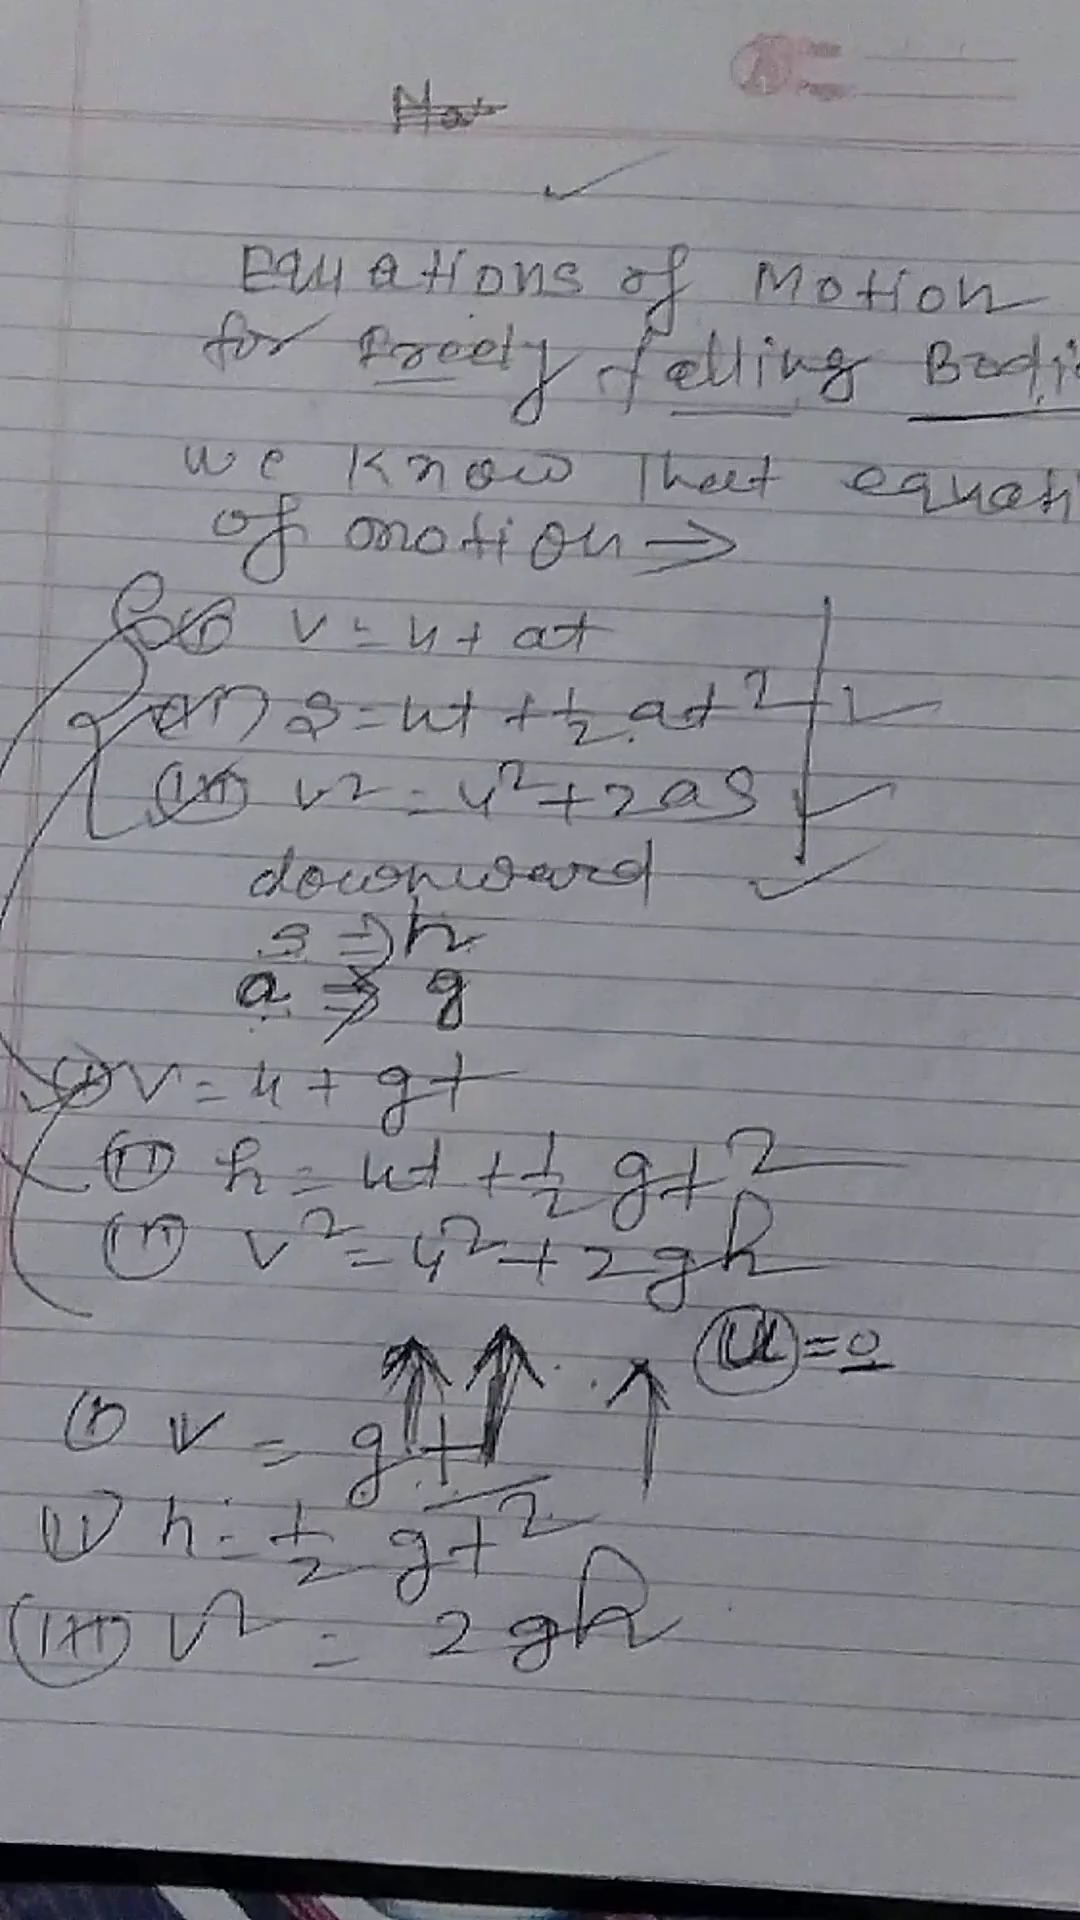 Equations of Motion
for Freely falling Bodi
we know that equati
of motion →
(i) v = u + at
(ii) s = ut + 1/2 at²
(iii) v² = u² + 2as
downward
s ⇒ h
a ⇒ g
(i) v = u + gt
(ii) h = ut + 1/2 gt²
(iii) v² = u² + 2gh
u = 0
(i) v = gt
(ii) h = 1/2 gt²
(iii) v² = 2gh